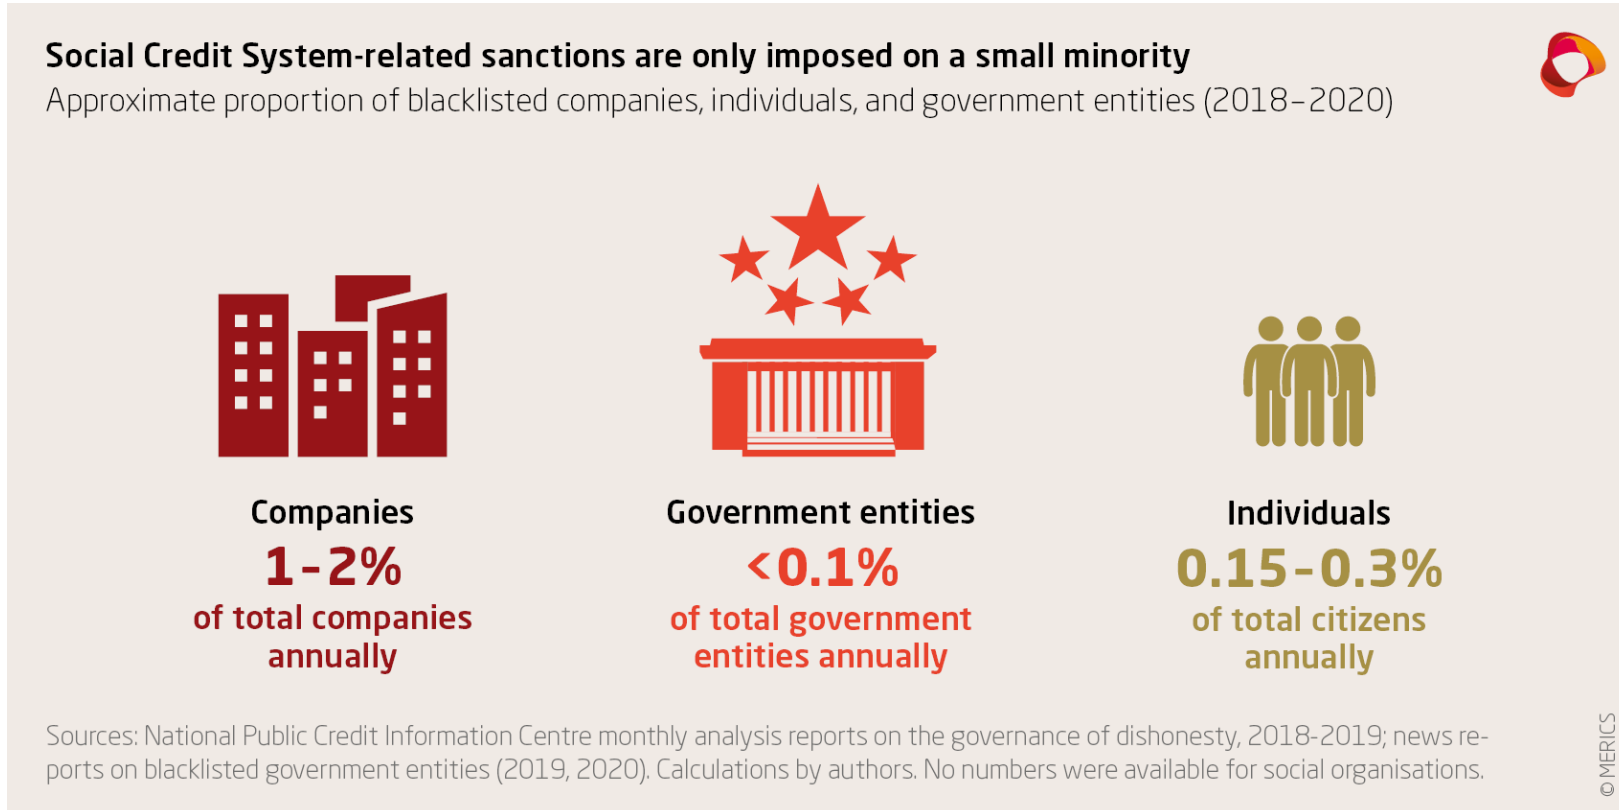 Social Credit System-related sanctions are only imposed on a small minority
Approximate proportion of blacklisted companies, individuals, and government entities (2018–2020)
Companies
1–2%
of total companies
annually
Government entities
<0.1%
of total government
entities annually
Individuals
0.15–0.3%
of total citizens
annually
Sources: National Public Credit Information Centre monthly analysis reports on the governance of dishonesty, 2018-2019; news re-
ports on blacklisted government entities (2019, 2020). Calculations by authors. No numbers were available for social organisations.
© MERICS